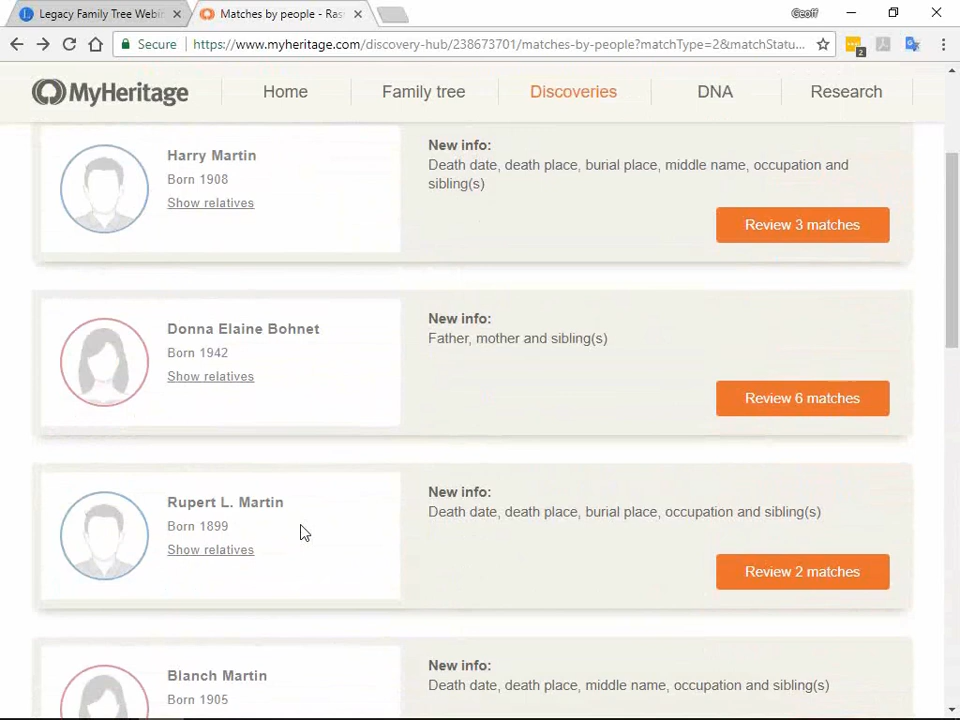 Legacy Family Tree Webin
Matches by people - Ras
Geoff
Secure
https://www.myheritage.com/discovery-hub/238673701/matches-by-people?matchType=2&matchStatu...
2
MyHeritage
Home
Family tree
Discoveries
DNA
Research
Harry Martin
Born 1908
Show relatives
New info:
Death date, death place, burial place, middle name, occupation and
sibling(s)
Review 3 matches
Donna Elaine Bohnet
Born 1942
Show relatives
New info:
Father, mother and sibling(s)
Review 6 matches
Rupert L. Martin
Born 1899
Show relatives
New info:
Death date, death place, burial place, occupation and sibling(s)
Review 2 matches
Blanch Martin
Born 1905
New info:
Death date, death place, middle name, occupation and sibling(s)